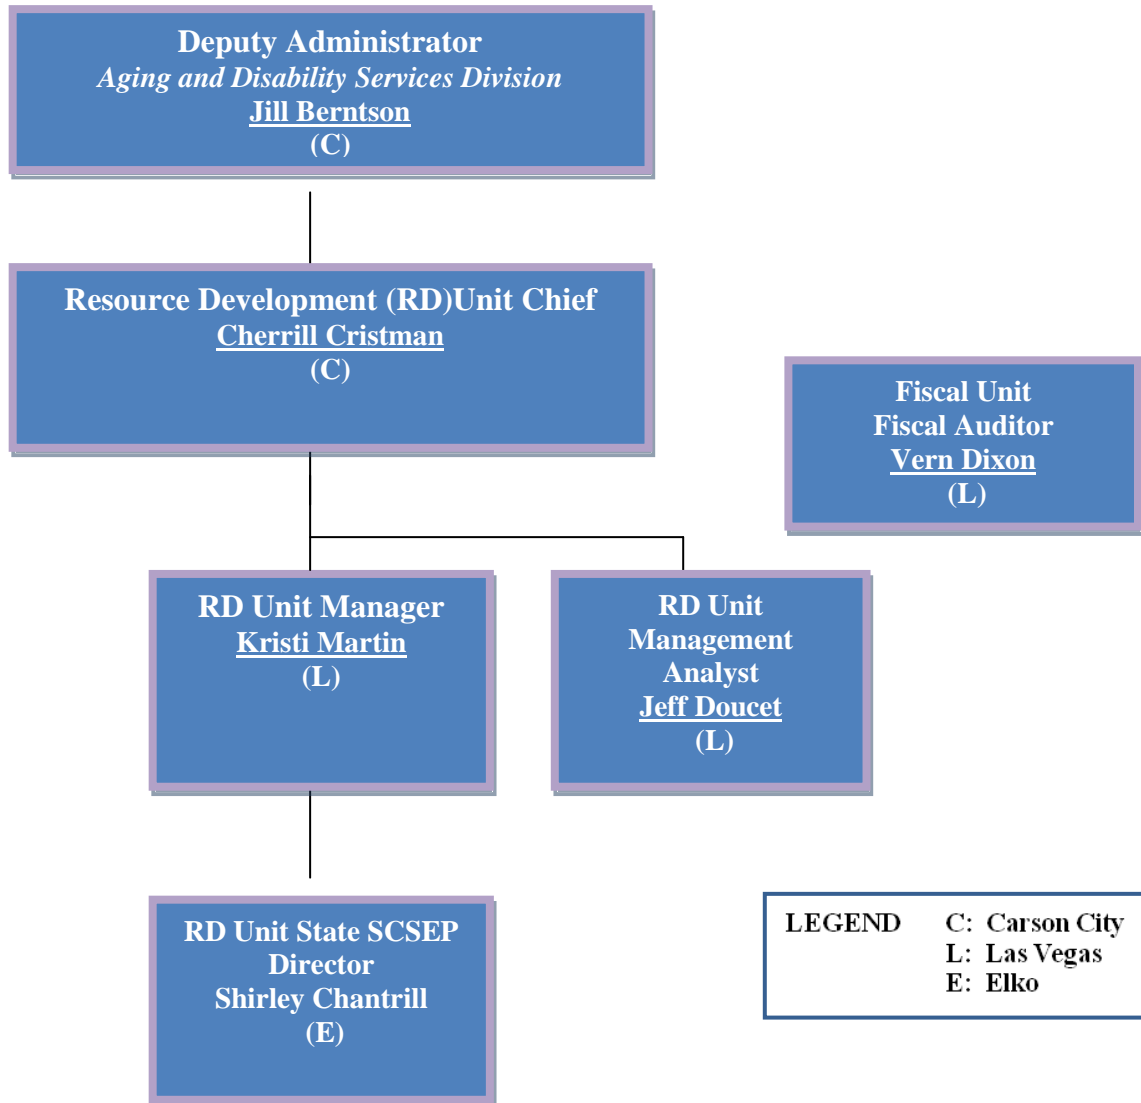 Deputy Administrator
Aging and Disability Services Division
Jill Berntson
(C)
Resource Development (RD)Unit Chief
Cherrill Cristman
(C)
Fiscal Unit
Fiscal Auditor
Vern Dixon
(L)
RD Unit Manager
Kristi Martin
(L)
RD Unit
Management
Analyst
Jeff Doucet
(L)
RD Unit State SCSEP
Director
Shirley Chantrill
(E)
LEGEND C: Carson City
L: Las Vegas
E: Elko